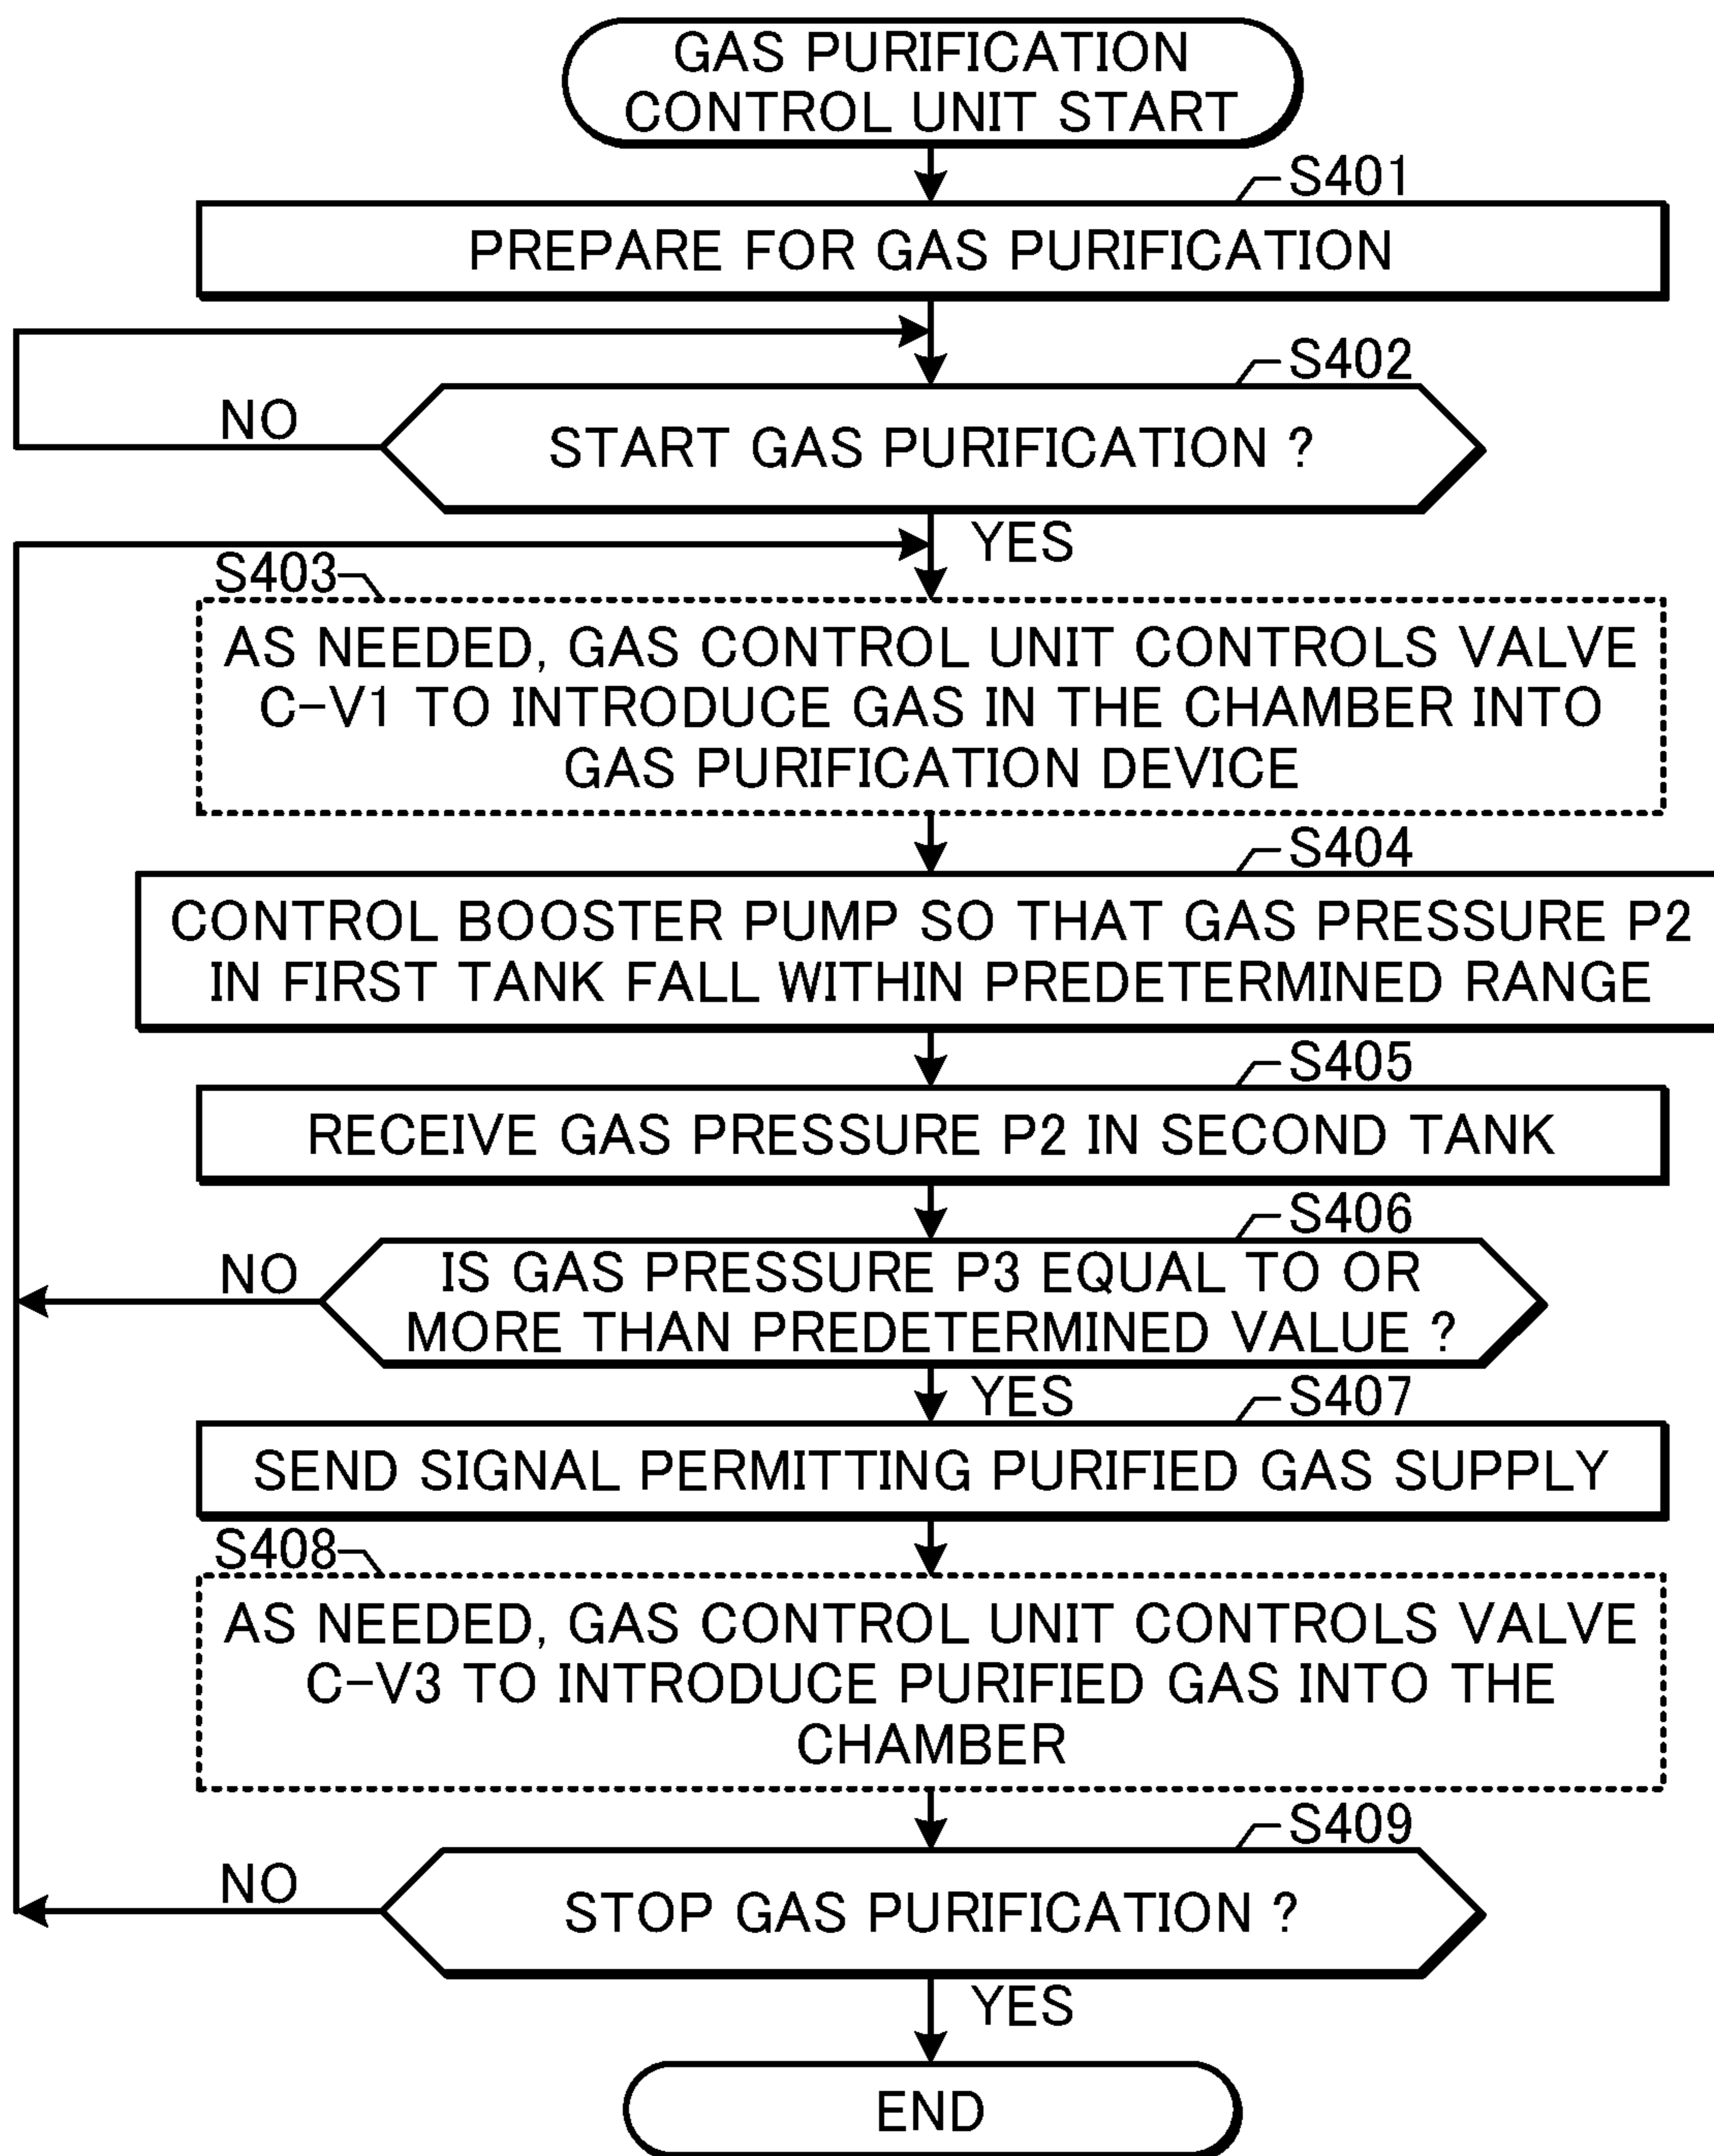 GAS PURIFICATION
CONTROL UNIT START
S401
PREPARE FOR GAS PURIFICATION
S402
NO
START GAS PURIFICATION ?
YES
S403
AS NEEDED, GAS CONTROL UNIT CONTROLS VALVE
C-V1 TO INTRODUCE GAS IN THE CHAMBER INTO
GAS PURIFICATION DEVICE
S404
CONTROL BOOSTER PUMP SO THAT GAS PRESSURE P2
IN FIRST TANK FALL WITHIN PREDETERMINED RANGE
S405
RECEIVE GAS PRESSURE P2 IN SECOND TANK
S406
NO
IS GAS PRESSURE P3 EQUAL TO OR
MORE THAN PREDETERMINED VALUE ?
YES
S407
SEND SIGNAL PERMITTING PURIFIED GAS SUPPLY
S408
AS NEEDED, GAS CONTROL UNIT CONTROLS VALVE
C-V3 TO INTRODUCE PURIFIED GAS INTO THE
CHAMBER
S409
NO
STOP GAS PURIFICATION ?
YES
END